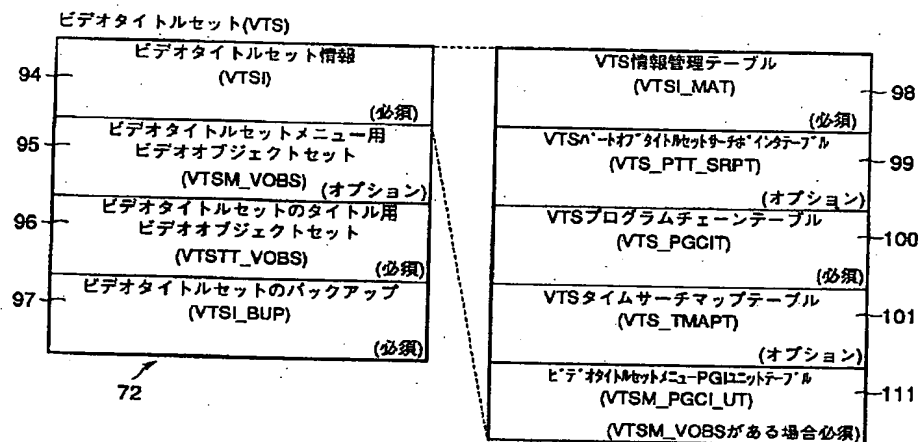 ビデオタイトルセット(VTS)
94
ビデオタイトルセット情報
(VTSI)
(必須)
95
ビデオタイトルセットメニュー用
ビデオオブジェクトセット
(VTSM_VOBS)
(オプション)
96
ビデオタイトルセットのタイトル用
ビデオオブジェクトセット
(VTSTT_VOBS)
(必須)
97
ビデオタイトルセットのバックアップ
(VTSI_BUP)
(必須)
72
VTS情報管理テーブル
(VTSI_MAT)
(必須)
98
VTSパートオブタイトルセットサーチポインタテーブル
(VTS_PTT_SRPT)
(オプション)
99
VTSプログラムチェーンテーブル
(VTS_PGCIT)
(必須)
100
VTSタイムサーチマップテーブル
(VTS_TMAPT)
(オプション)
101
ビデオタイトルセットメニューPGIユニットテーブル
(VTSM_PGCI_UT)
(VTSM_VOBSがある場合必須)
111